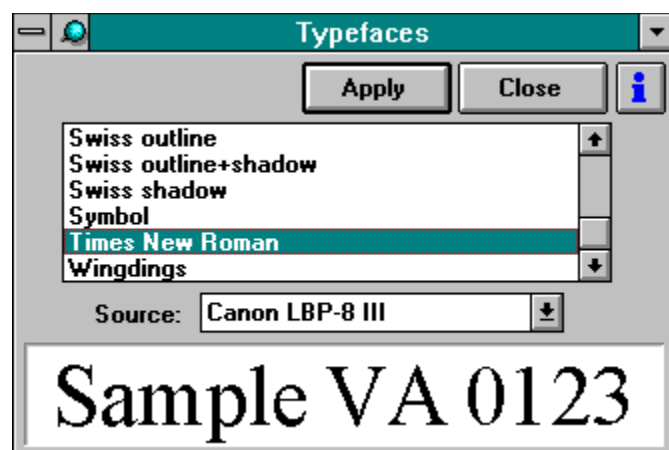 Typefaces
Apply Close i
Swiss outline
Swiss outline+shadow
Swiss shadow
Symbol
Times New Roman
Wingdings
Source: Canon LBP-8 III
Sample VA 0123